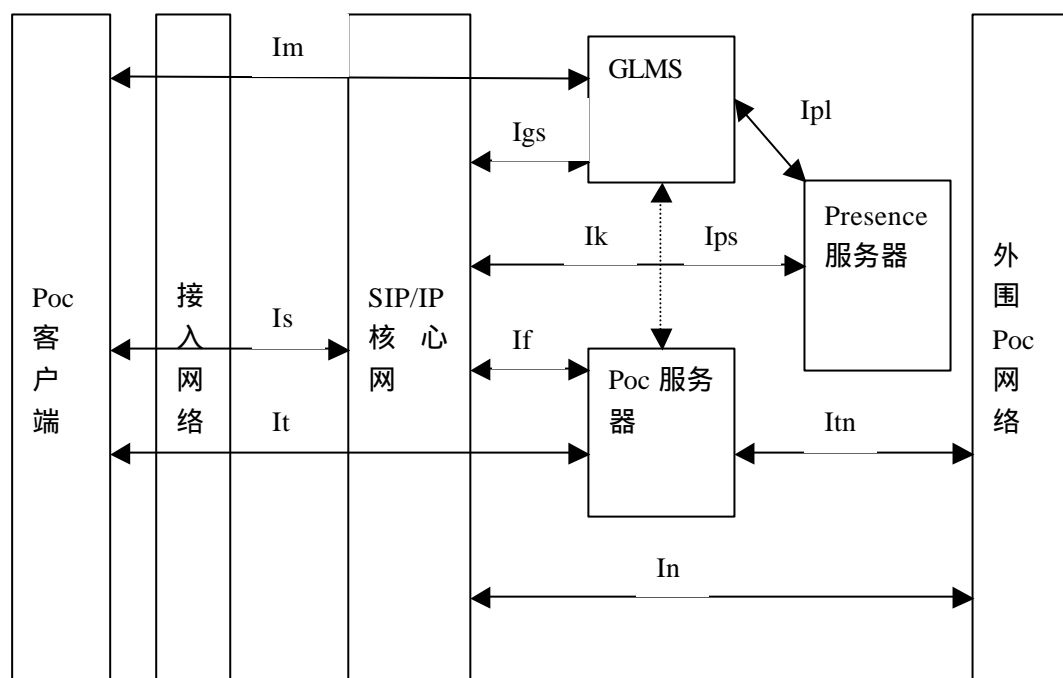 Im
GLMS
Ipl
Igs
Presence
服务器
Ik
Ips
Poc
客
户
端
接
入
网
络
Is
SIP/IP
核 心
网
If
Poc 服务
器
It
Itn
外
围
Poc
网
络
In